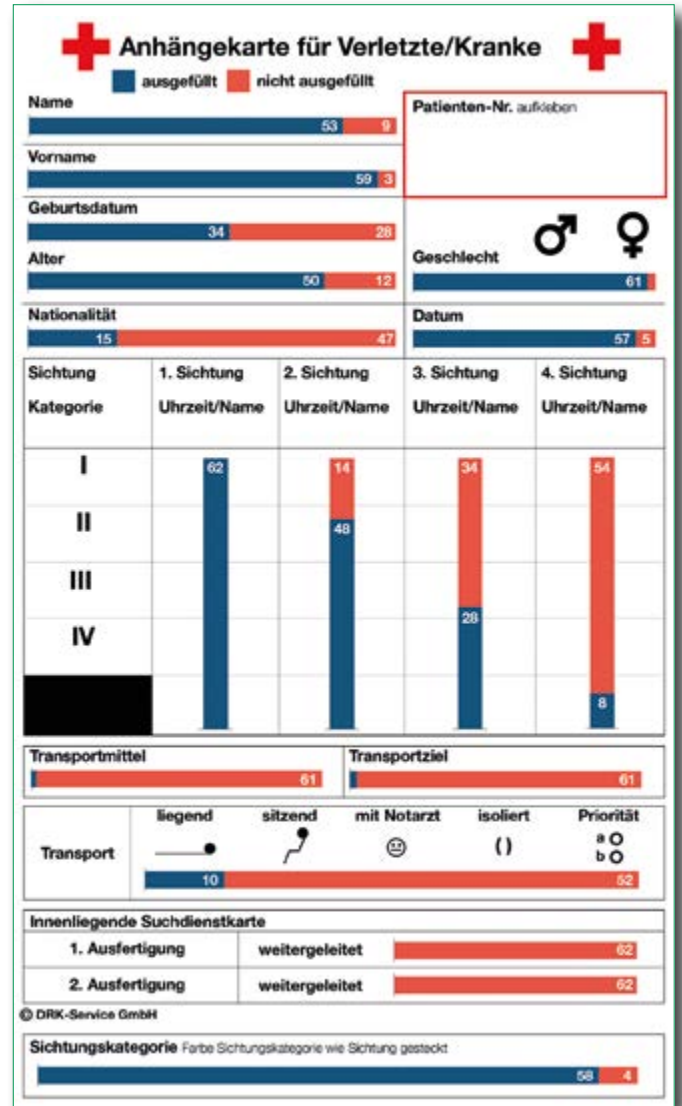 Anhängekarte für Verletzte/Kranke
ausgefüllt nicht ausgefüllt
Name
53 9
Patienten-Nr. aufkleben
Vorname
59 3
Geburtsdatum
34 28
Alter
50 12
Geschlecht
61
Nationalität
15 47
Datum
57 5
Sichtung 1. Sichtung 2. Sichtung 3. Sichtung 4. Sichtung
Kategorie Uhrzeit/Name Uhrzeit/Name Uhrzeit/Name Uhrzeit/Name
I 62 14 34 54
II 48
III
28
IV
8
Transportmittel Transportziel
61 61
liegend sitzend mit Notarzt isoliert Priorität
Transport ( ) a
b
10 52
Innenliegende Suchdienstkarte
1. Ausfertigung weitergeleitet 62
2. Ausfertigung weitergeleitet 62
© DRK-Service GmbH
Sichtungskategorie Farbe Sichtungskategorie wie Sichtung gesteckt
58 4